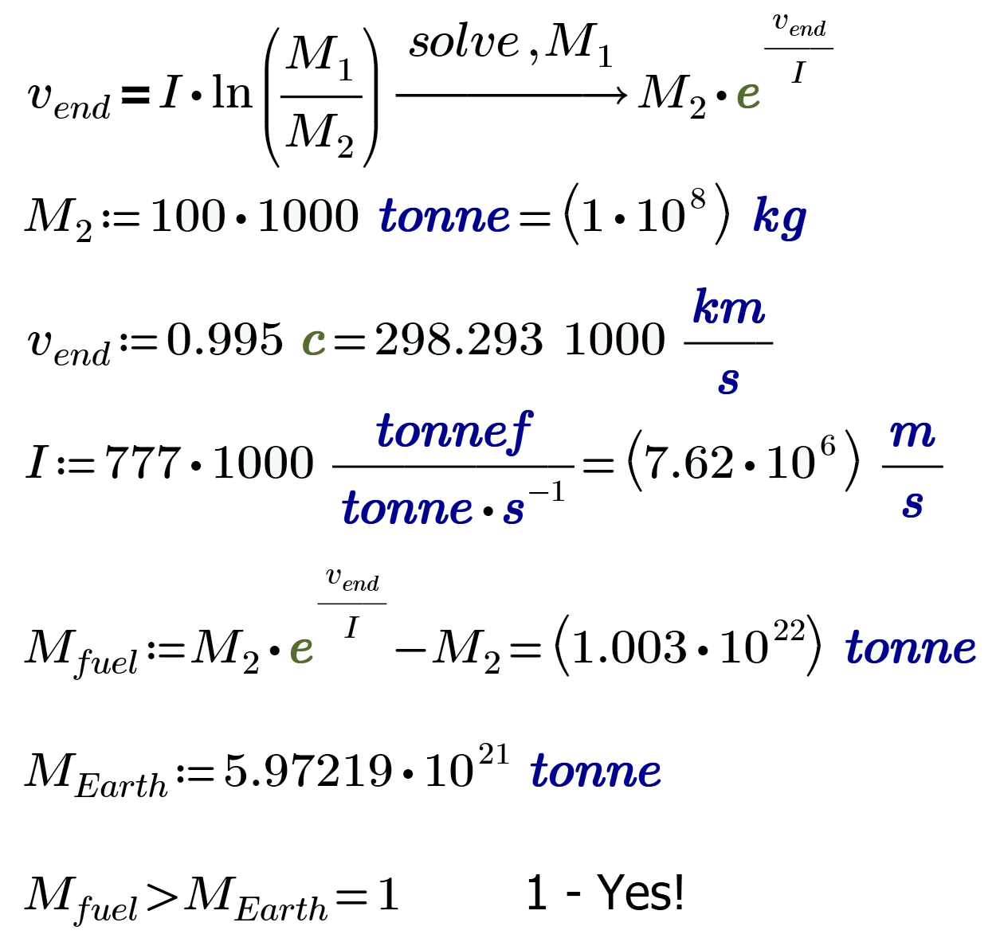 v_end = I · ln(M_1/M_2) solve , M_1 → M_2 · e^(v_end/I)
M_2 := 100 · 1000 tonne = (1 · 10^8) kg
v_end := 0.995 c = 298.293 1000 km/s
I := 777 · 1000 tonnef/(tonne · s^-1) = (7.62 · 10^6) m/s
M_fuel := M_2 · e^(v_end/I) − M_2 = (1.003 · 10^22) tonne
M_Earth := 5.97219 · 10^21 tonne
M_fuel > M_Earth = 1 1 - Yes!